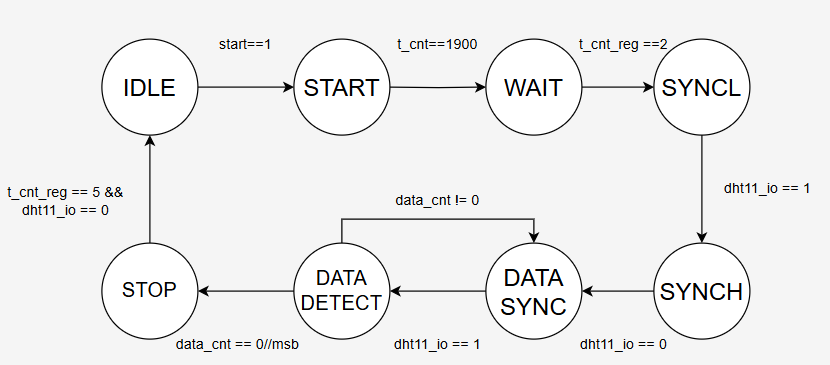 start==1
t_cnt==1900
t_cnt_reg ==2
IDLE
START
WAIT
SYNCL
t_cnt_reg == 5 &&
dht11_io == 0
data_cnt != 0
dht11_io == 1
STOP
DATA
DETECT
DATA
SYNC
SYNCH
data_cnt == 0//msb
dht11_io == 1
dht11_io == 0